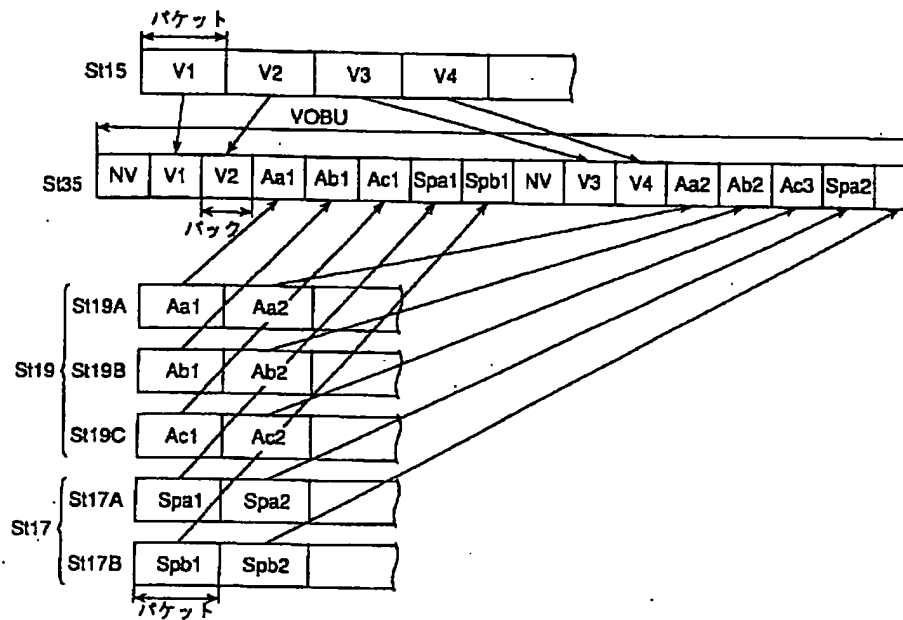 パケット
St15 V1 V2 V3 V4
VOBU
St35 NV V1 V2 Aa1 Ab1 Ac1 Spa1 Spb1 NV V3 V4 Aa2 Ab2 Ac3 Spa2
パック
St19A Aa1 Aa2
St19 St19B Ab1 Ab2
St19C Ac1 Ac2
St17A Spa1 Spa2
St17
St17B Spb1 Spb2
パケット